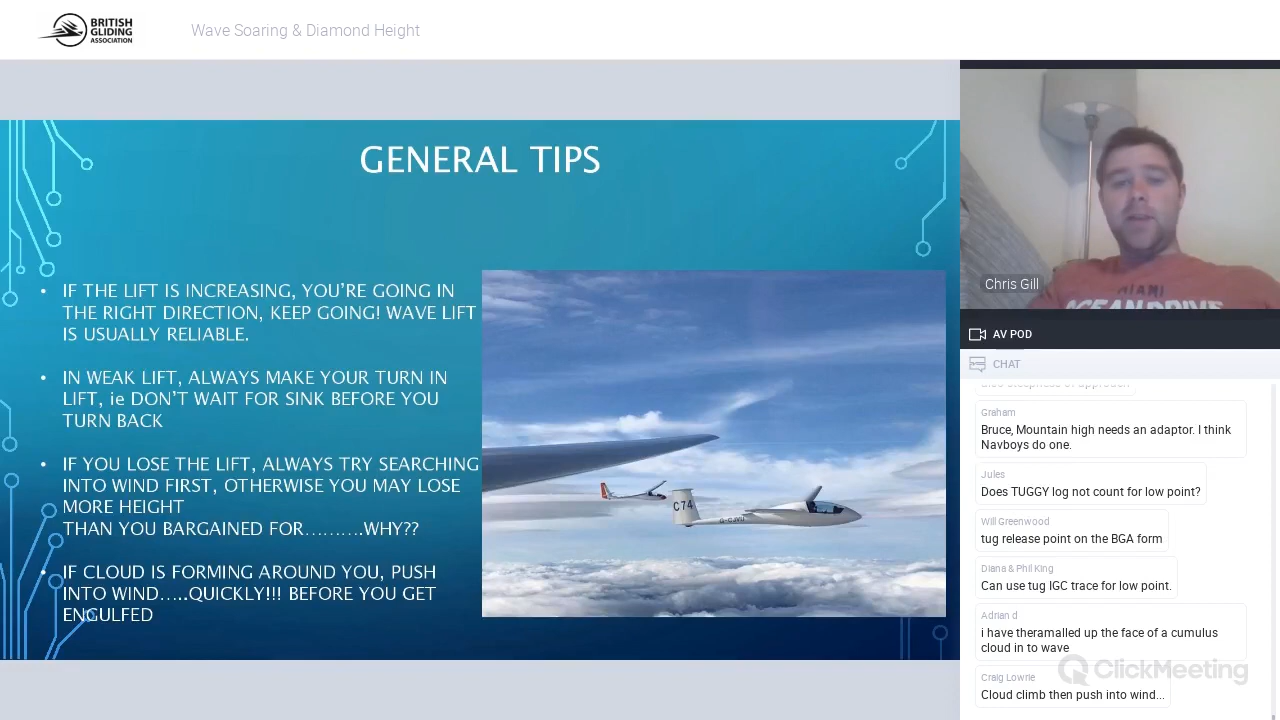 BRITISH
GLIDING
ASSOCIATION
Wave Soaring & Diamond Height
GENERAL TIPS
• IF THE LIFT IS INCREASING, YOU'RE GOING IN
THE RIGHT DIRECTION, KEEP GOING! WAVE LIFT
IS USUALLY RELIABLE.
• IN WEAK LIFT, ALWAYS MAKE YOUR TURN IN
LIFT, ie DON'T WAIT FOR SINK BEFORE YOU
TURN BACK
• IF YOU LOSE THE LIFT, ALWAYS TRY SEARCHING
INTO WIND FIRST, OTHERWISE YOU MAY LOSE
MORE HEIGHT
THAN YOU BARGAINED FOR……….WHY??
• IF CLOUD IS FORMING AROUND YOU, PUSH
INTO WIND…..QUICKLY!!! BEFORE YOU GET
ENGULFED
C74
Chris Gill
MIAMI
OCEAN DRIVE
AV POD
CHAT
Graham
Bruce, Mountain high needs an adaptor. I think
Navboys do one.
Jules
Does TUGGY log not count for low point?
Will Greenwood
tug release point on the BGA form
Diana & Phil King
Can use tug IGC trace for low point.
Adrian d
i have theramalled up the face of a cumulus
cloud in to wave
Craig Lowrie
Cloud climb then push into wind...
ClickMeeting